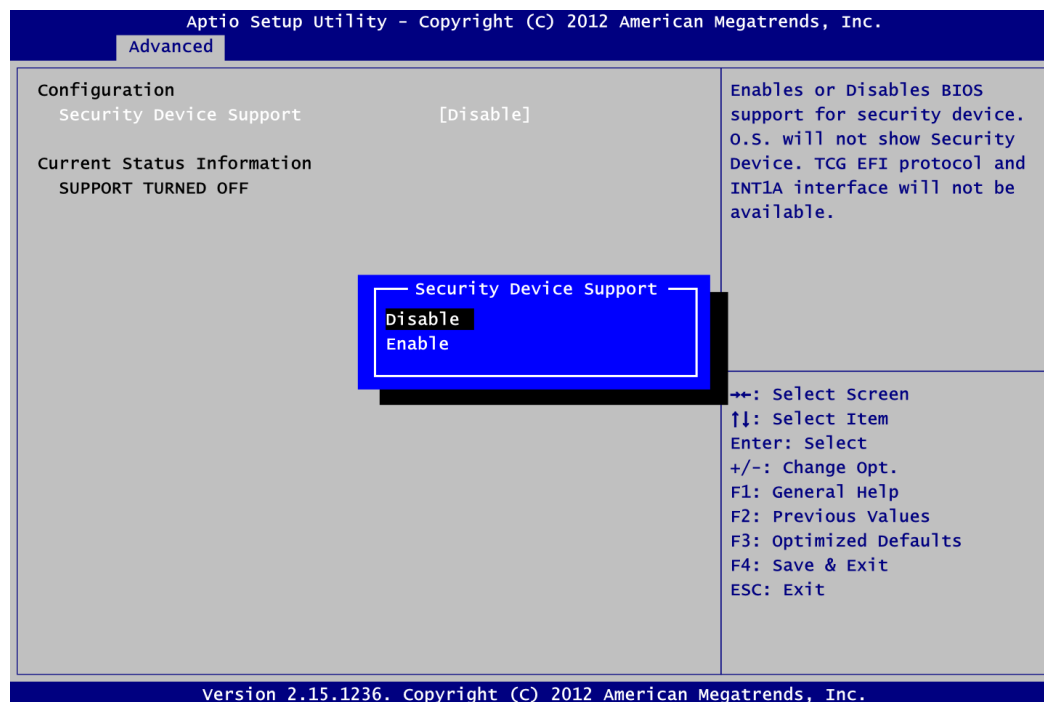 Aptio Setup Utility – Copyright (C) 2012 American Megatrends, Inc.
Advanced
Configuration
Security Device Support [Disable]
Current Status Information
SUPPORT TURNED OFF
Enables or Disables BIOS
support for security device.
O.S. will not show Security
Device. TCG EFI protocol and
INT1A interface will not be
available.
Security Device Support
Disable
Enable
→←: Select Screen
↑↓: Select Item
Enter: Select
+/-: Change Opt.
F1: General Help
F2: Previous Values
F3: Optimized Defaults
F4: Save & Exit
ESC: Exit
Version 2.15.1236. Copyright (C) 2012 American Megatrends, Inc.